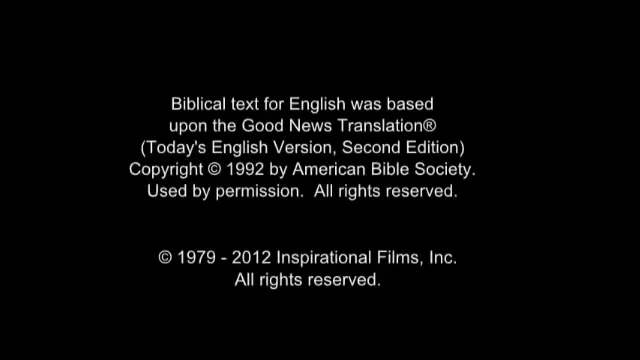 Biblical text for English was based
upon the Good News Translation®
(Today's English Version, Second Edition)
Copyright © 1992 by American Bible Society.
Used by permission.  All rights reserved.
© 1979 - 2012 Inspirational Films, Inc.
All rights reserved.